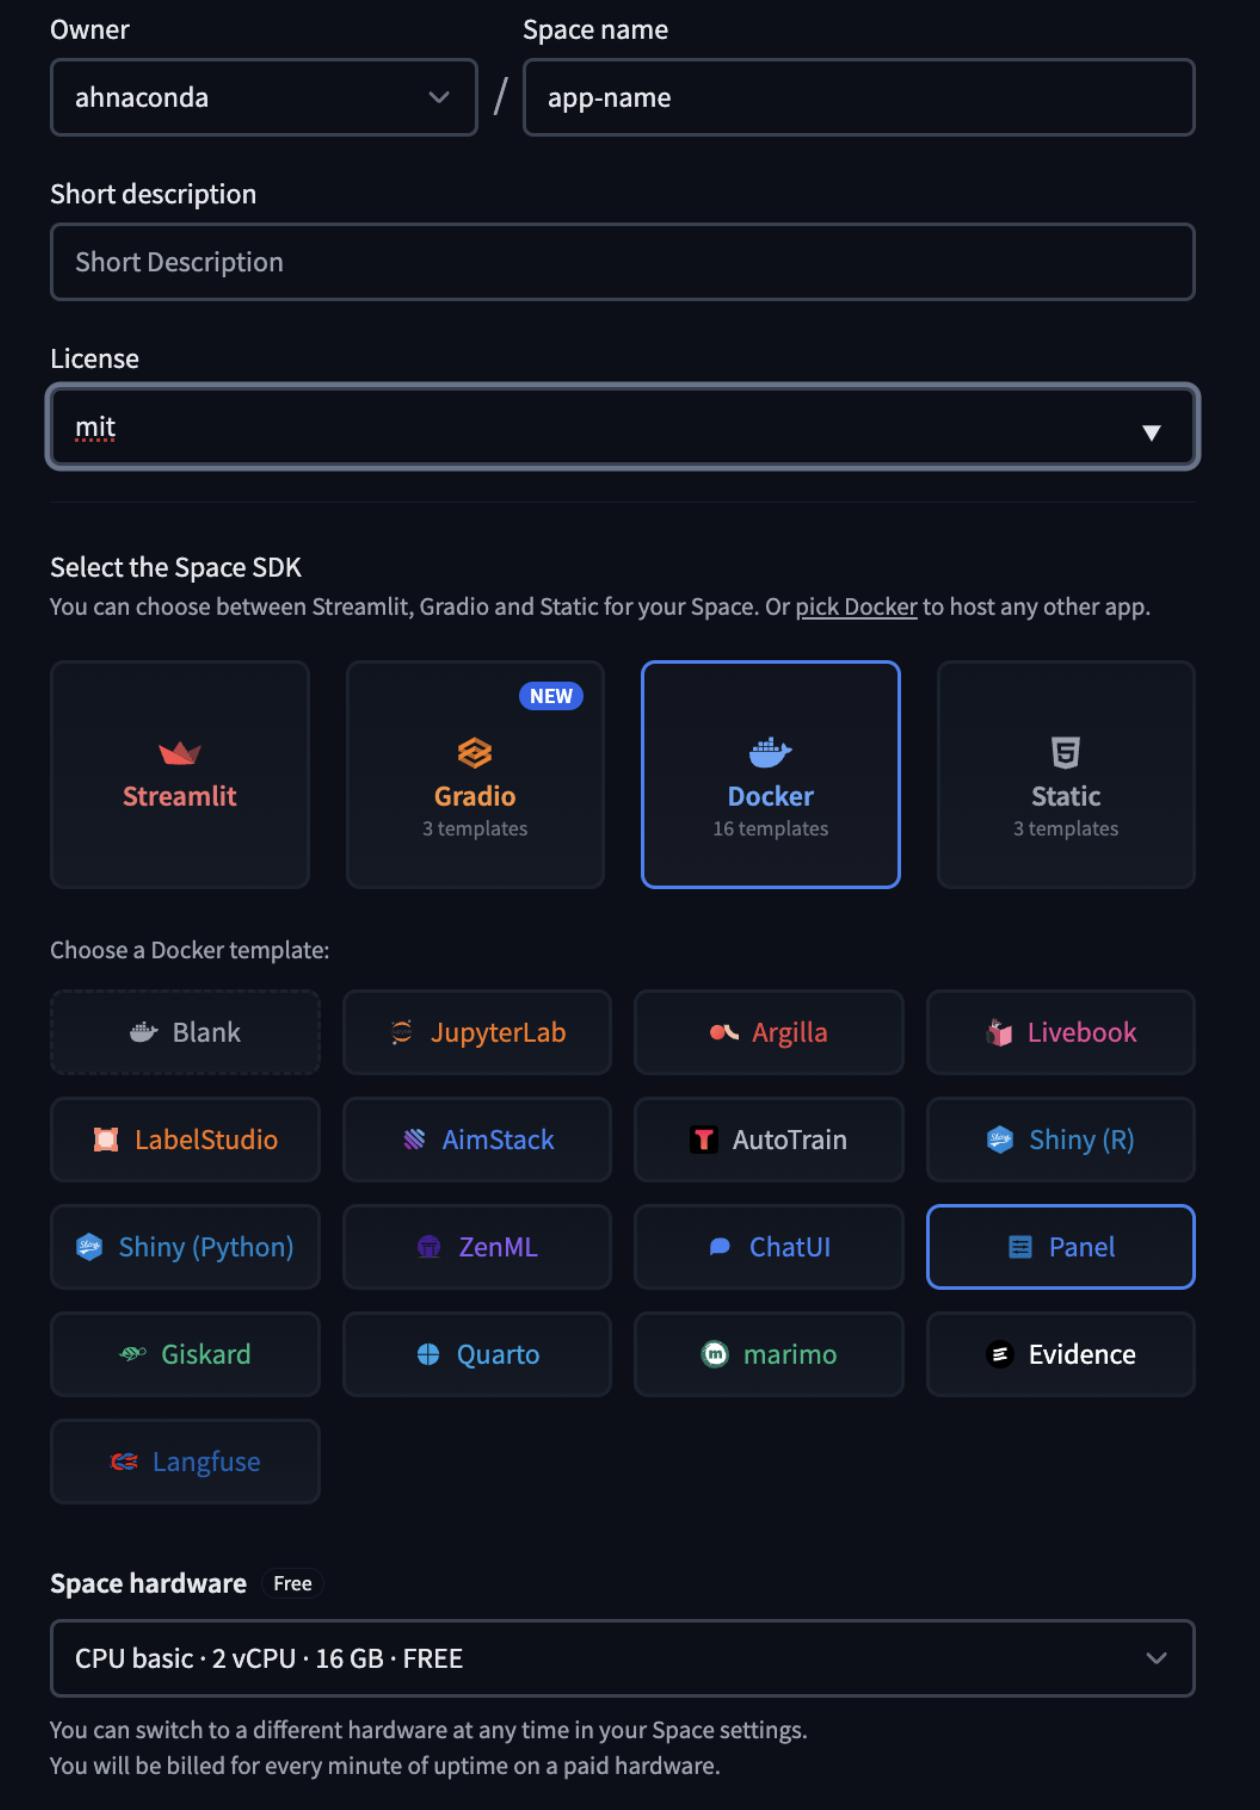 Owner
Space name
ahnaconda
/
app-name
Short description
Short Description
License
mit
Select the Space SDK
You can choose between Streamlit, Gradio and Static for your Space. Or pick Docker to host any other app.
Streamlit
NEW
Gradio
3 templates
Docker
16 templates
Static
3 templates
Choose a Docker template:
Blank
JupyterLab
Argilla
Livebook
LabelStudio
AimStack
AutoTrain
Shiny (R)
Shiny (Python)
ZenML
ChatUI
Panel
Giskard
Quarto
marimo
Evidence
Langfuse
Space hardware Free
CPU basic · 2 vCPU · 16 GB · FREE
You can switch to a different hardware at any time in your Space settings.
You will be billed for every minute of uptime on a paid hardware.